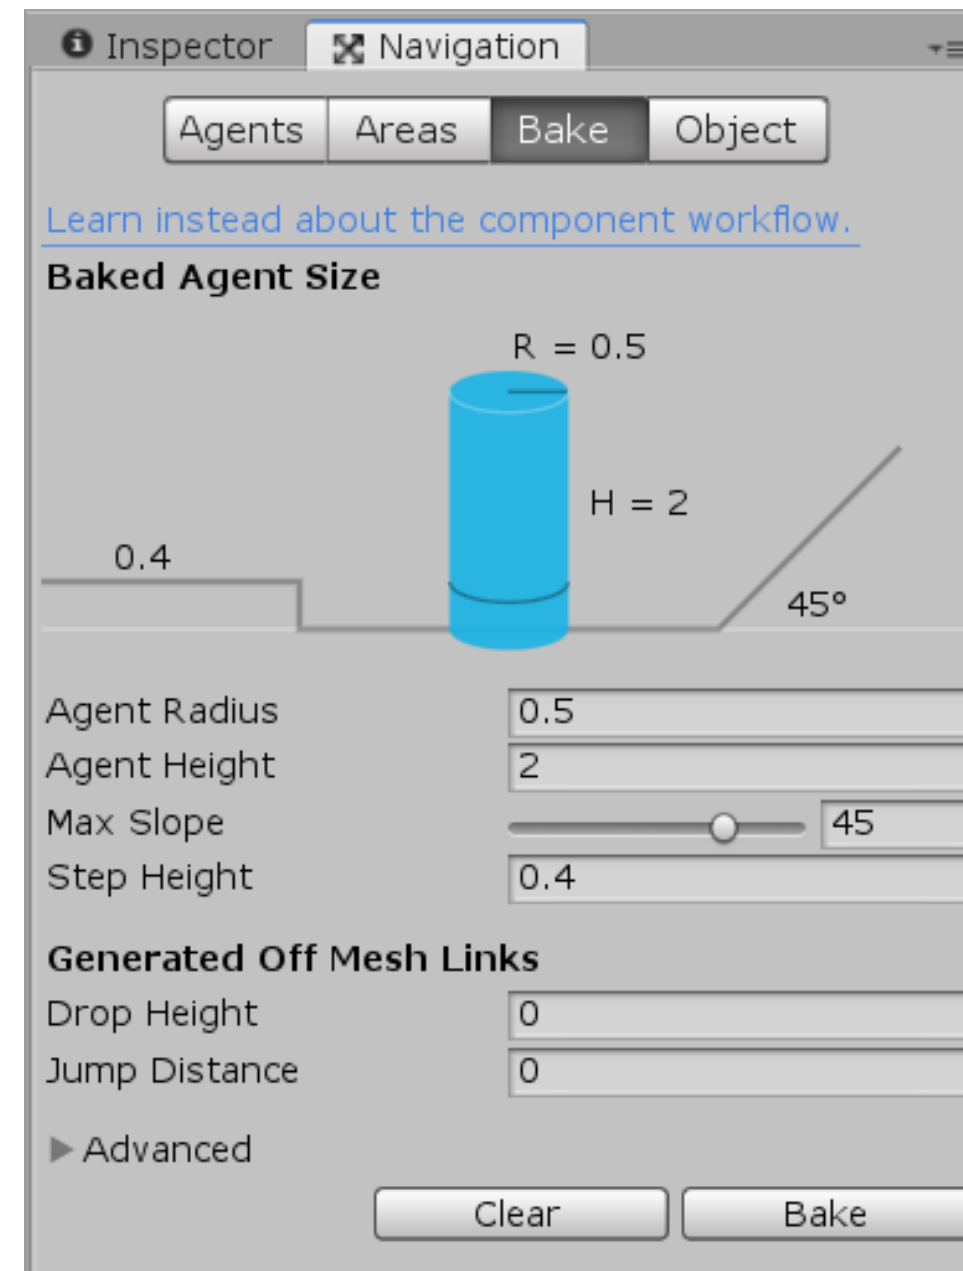 Inspector Navigation
Agents Areas Bake Object
Learn instead about the component workflow.
Baked Agent Size
R = 0.5
H = 2
0.4
45°
Agent Radius 0.5
Agent Height 2
Max Slope 45
Step Height 0.4
Generated Off Mesh Links
Drop Height 0
Jump Distance 0
Advanced
Clear Bake